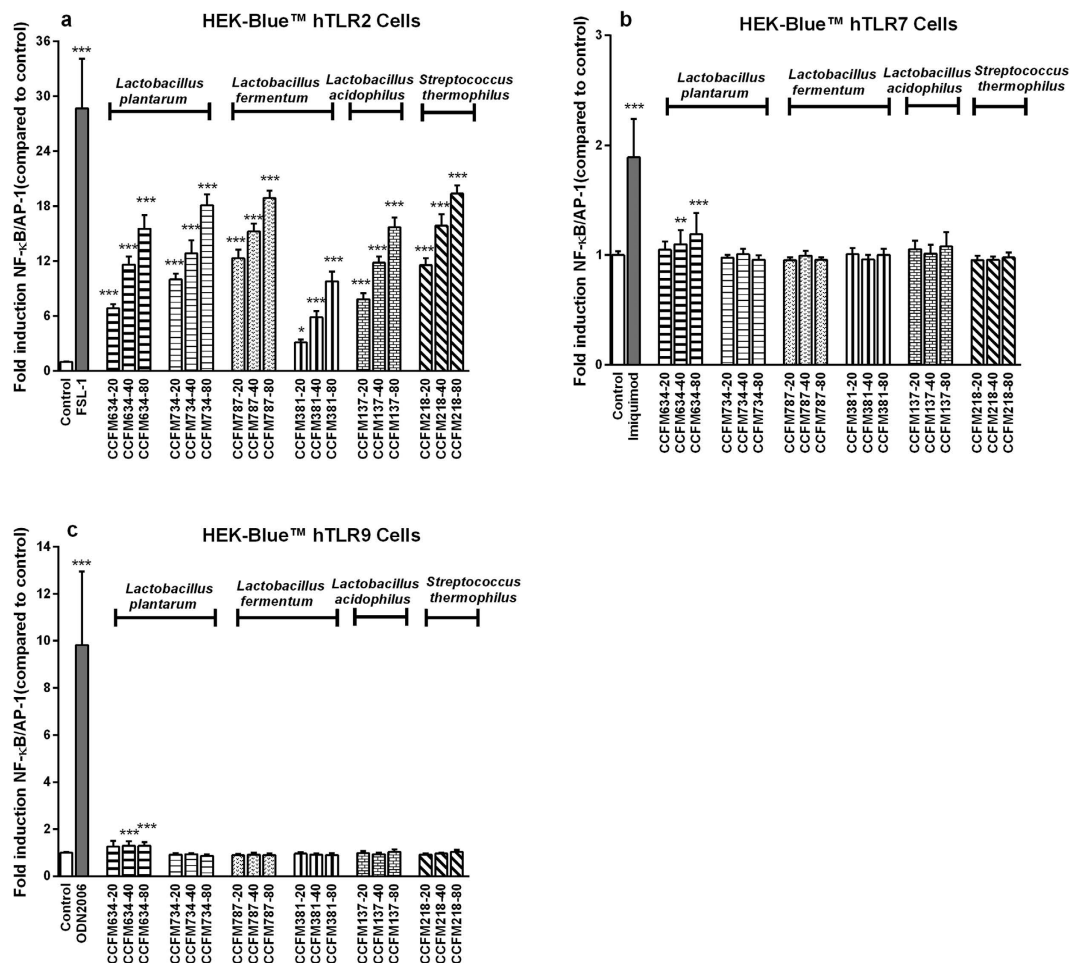 a
HEK-Blue™ hTLR2 Cells
Fold induction NF-κB/AP-1(compared to control)
36
30
24
18
12
6
0
***
Lactobacillus
plantarum
Lactobacillus
fermentum
Lactobacillus
acidophilus
Streptococcus
thermophilus
***
***
***
***
***
***
***
***
***
*
***
***
***
***
***
***
***
***
Control
FSL-1
CCFM634-20
CCFM634-40
CCFM634-80
CCFM734-20
CCFM734-40
CCFM734-80
CCFM787-20
CCFM787-40
CCFM787-80
CCFM381-20
CCFM381-40
CCFM381-80
CCFM137-20
CCFM137-40
CCFM137-80
CCFM218-20
CCFM218-40
CCFM218-80
b
HEK-Blue™ hTLR7 Cells
Fold induction NF-κB/AP-1(compared to control)
3
2
1
0
***
Lactobacillus
plantarum
Lactobacillus
fermentum
Lactobacillus
acidophilus
Streptococcus
thermophilus
**
***
Control
Imiquimod
CCFM634-20
CCFM634-40
CCFM634-80
CCFM734-20
CCFM734-40
CCFM734-80
CCFM787-20
CCFM787-40
CCFM787-80
CCFM381-20
CCFM381-40
CCFM381-80
CCFM137-20
CCFM137-40
CCFM137-80
CCFM218-20
CCFM218-40
CCFM218-80
c
HEK-Blue™ hTLR9 Cells
Fold induction NF-κB/AP-1(compared to control)
14
12
10
8
6
4
2
0
***
Lactobacillus
plantarum
Lactobacillus
fermentum
Lactobacillus
acidophilus
Streptococcus
thermophilus
***
***
Control
ODN2006
CCFM634-20
CCFM634-40
CCFM634-80
CCFM734-20
CCFM734-40
CCFM734-80
CCFM787-20
CCFM787-40
CCFM787-80
CCFM381-20
CCFM381-40
CCFM381-80
CCFM137-20
CCFM137-40
CCFM137-80
CCFM218-20
CCFM218-40
CCFM218-80